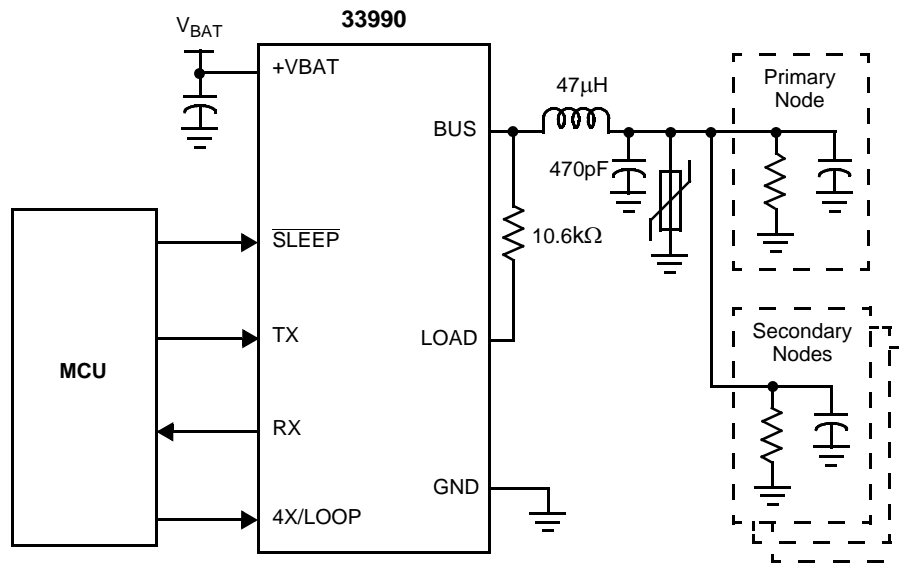 33990
V_BAT
+VBAT
47µH
Primary
Node
BUS
470pF
SLEEP
10.6kΩ
TX
LOAD
Secondary
Nodes
MCU
RX
GND
4X/LOOP